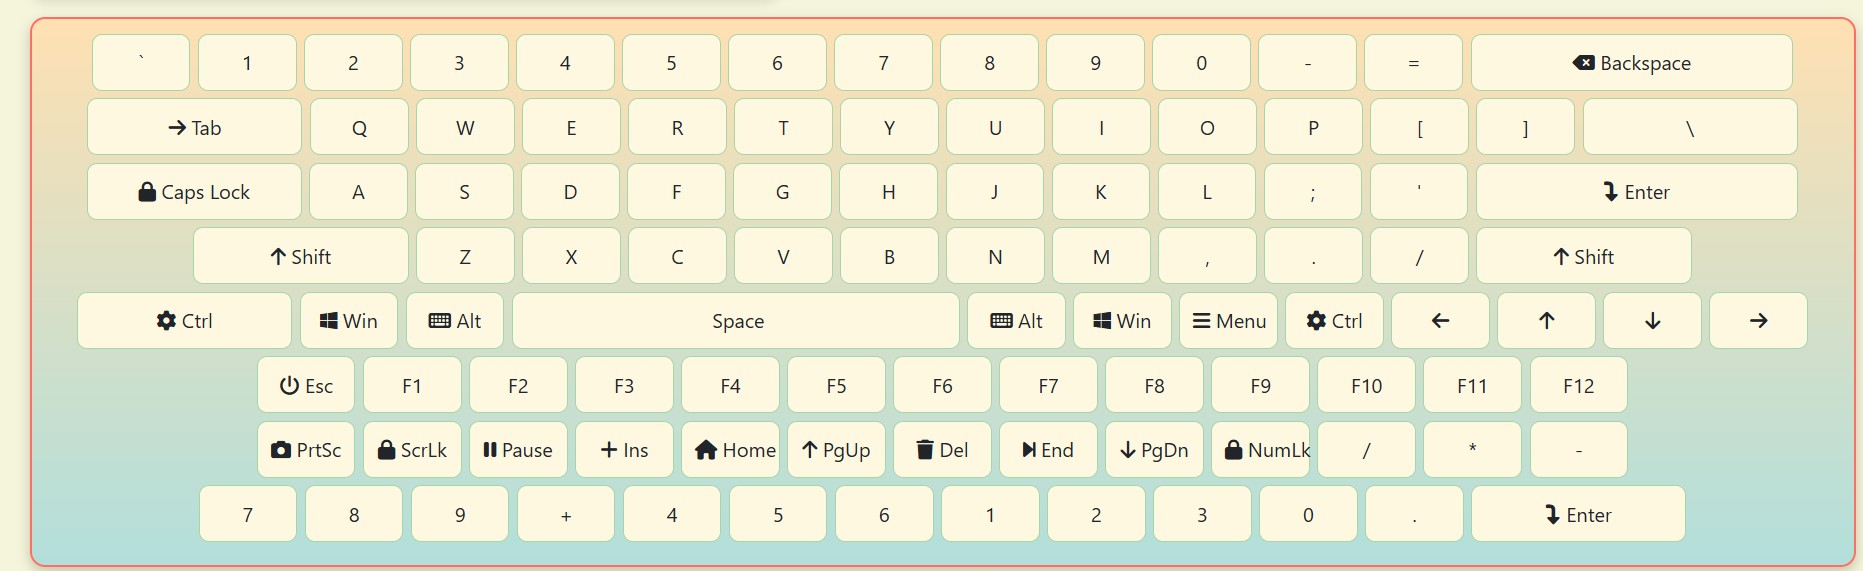 ` 1 2 3 4 5 6 7 8 9 0 - = Backspace
Tab Q W E R T Y U I O P [ ] \
Caps Lock A S D F G H J K L ; ' Enter
Shift Z X C V B N M , . / Shift
Ctrl Win Alt Space Alt Win Menu Ctrl ← ↑ ↓ →
Esc F1 F2 F3 F4 F5 F6 F7 F8 F9 F10 F11 F12
PrtSc ScrLk Pause Ins Home PgUp Del End PgDn NumLk / * -
7 8 9 + 4 5 6 1 2 3 0 . Enter